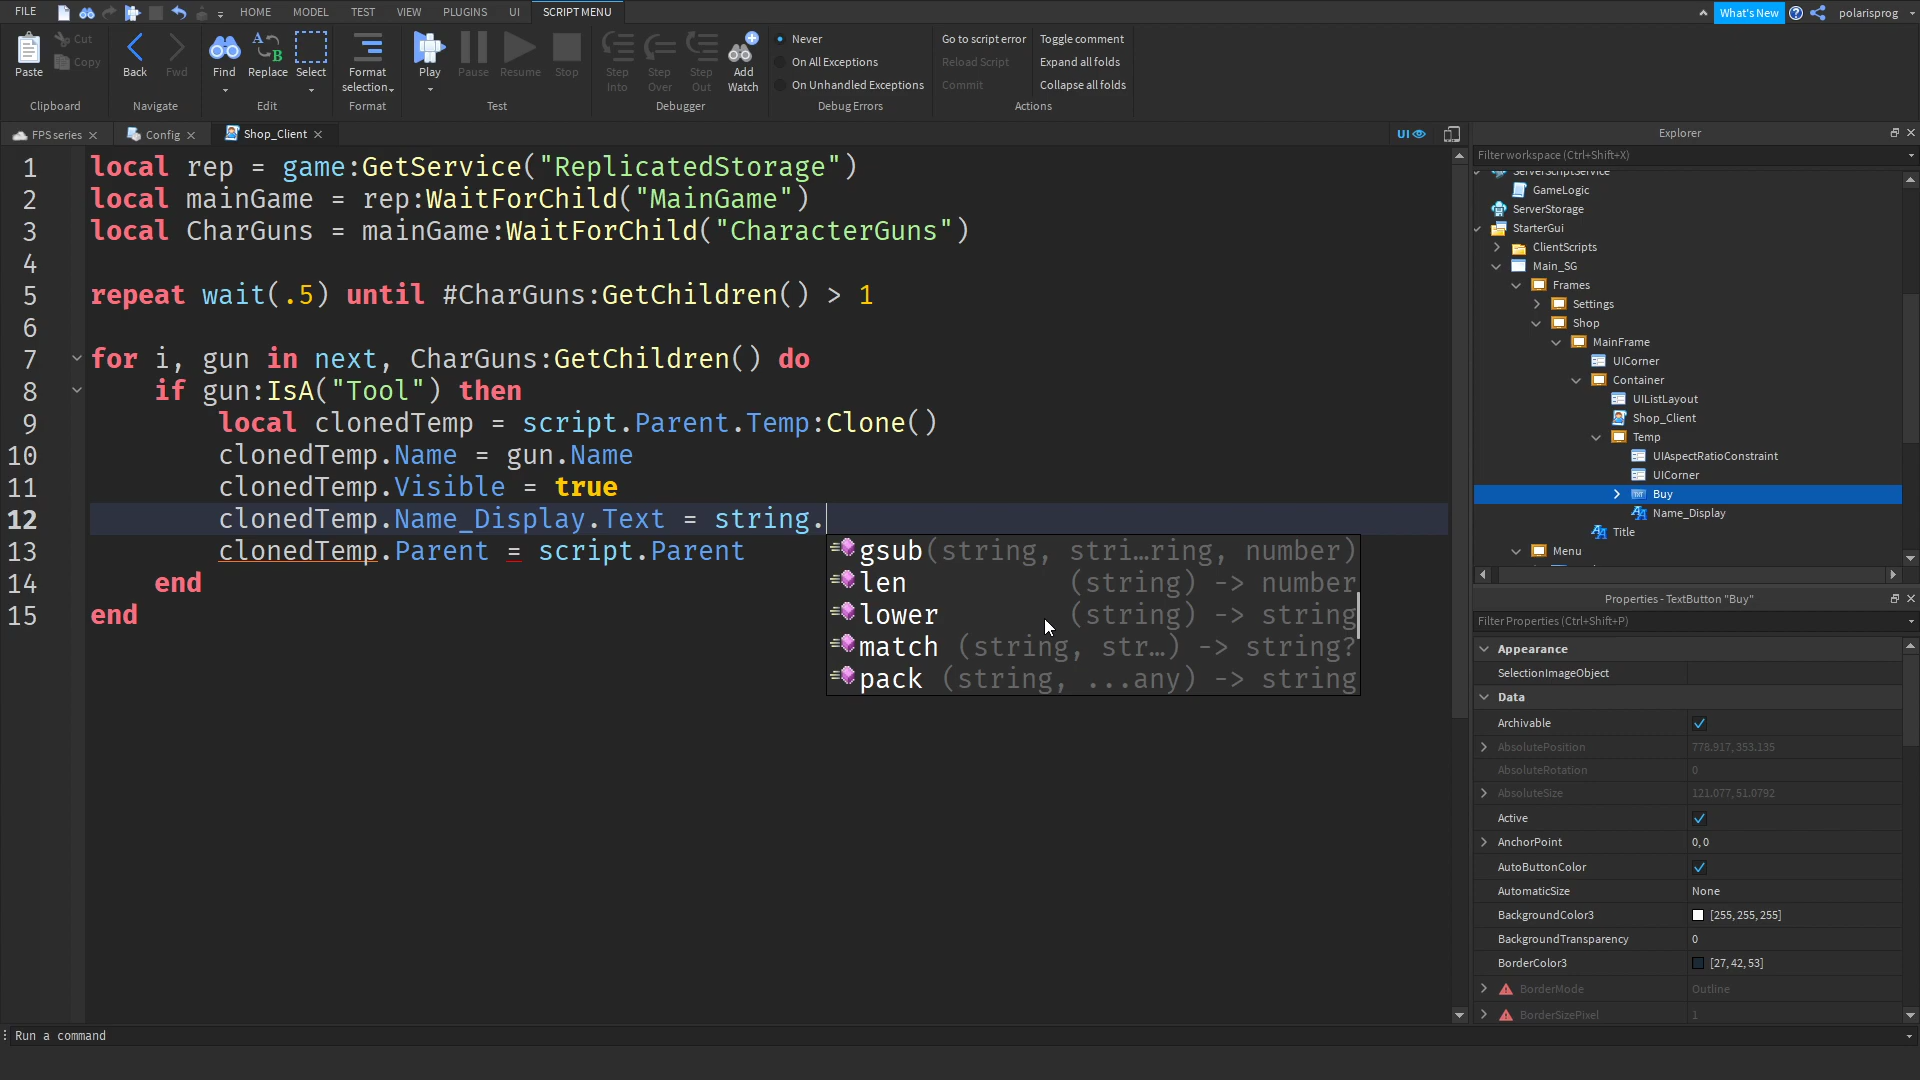 FILE HOME MODEL TEST VIEW PLUGINS UI SCRIPT MENU What's New polarisprog
Paste Cut Copy Clipboard
Back Fwd Navigate
Find Replace Select Edit
Format selection Format
Play Pause Resume Stop Test
Step Into Step Over Step Out Add Watch Debugger
Never
On All Exceptions
On Unhandled Exceptions
Debug Errors
Go to script error Toggle comment
Reload Script Expand all folds
Commit Collapse all folds
Actions
FPS series Config Shop_Client UI
1 local rep = game:GetService("ReplicatedStorage")
2 local mainGame = rep:WaitForChild("MainGame")
3 local CharGuns = mainGame:WaitForChild("CharacterGuns")
4
5 repeat wait(.5) until #CharGuns:GetChildren() > 1
6
7 for i, gun in next, CharGuns:GetChildren() do
8 if gun:IsA("Tool") then
9 local clonedTemp = script.Parent.Temp:Clone()
10 clonedTemp.Name = gun.Name
11 clonedTemp.Visible = true
12 clonedTemp.Name_Display.Text = string.
13 clonedTemp.Parent = script.Parent
14 end
15 end
gsub(string, stri…ring, number)
len (string) -> number
lower (string) -> string
match (string, str…) -> string?
pack (string, ...any) -> string
Explorer
Filter workspace (Ctrl+Shift+X)
ServerScriptService
GameLogic
ServerStorage
StarterGui
ClientScripts
Main_SG
Frames
Settings
Shop
MainFrame
UICorner
Container
UIListLayout
Shop_Client
Temp
UIAspectRatioConstraint
UICorner
Buy
Name_Display
Title
Menu
Properties - TextButton "Buy"
Filter Properties (Ctrl+Shift+P)
Appearance
SelectionImageObject
Data
Archivable
AbsolutePosition 778.917, 353.135
AbsoluteRotation 0
AbsoluteSize 121.077, 51.0792
Active
AnchorPoint 0, 0
AutoButtonColor
AutomaticSize None
BackgroundColor3 [255, 255, 255]
BackgroundTransparency 0
BorderColor3 [27, 42, 53]
BorderMode Outline
BorderSizePixel 1
Run a command